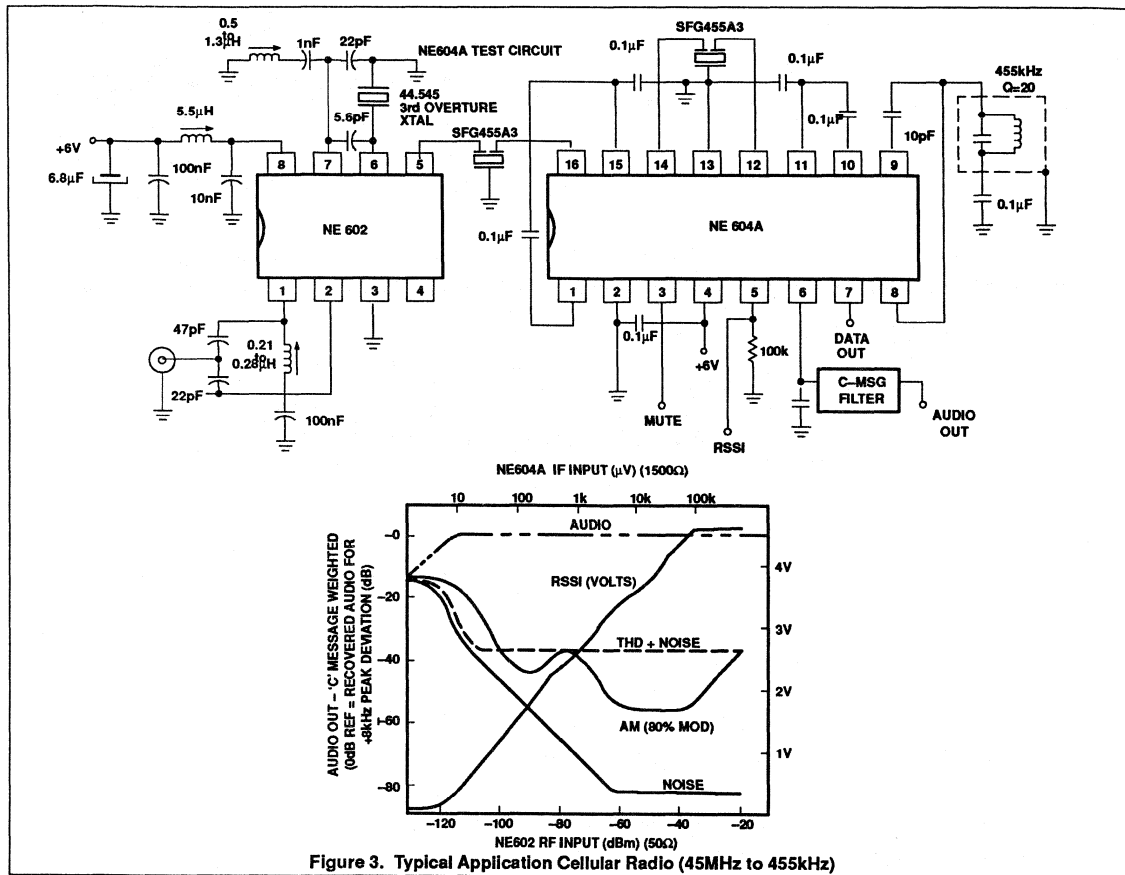 0.5
to
1.3μH
1nF
22pF
NE604A TEST CIRCUIT
44.545
3rd OVERTURE
XTAL
5.6pF
5.5μH
+6V
6.8μF
100nF
10nF
SFG455A3
8
7
6
5
NE 602
1
2
3
4
47pF
0.21
to
0.28μH
22pF
100nF
SFG455A3
0.1μF
0.1μF
0.1μF
10pF
455kHz
Q=20
0.1μF
16
15
14
13
12
11
10
9
0.1μF
NE 604A
1
2
3
4
5
6
7
8
0.1μF
+6V
100k
MUTE
RSSI
DATA
OUT
C–MSG
FILTER
AUDIO
OUT
NE604A IF INPUT (μV) (1500Ω)
10
100
1k
10k
100k
AUDIO
RSSI (VOLTS)
THD + NOISE
AM (80% MOD)
NOISE
–0
–20
–40
–60
–80
4V
3V
2V
1V
AUDIO OUT – 'C' MESSAGE WEIGHTED
(0dB REF = RECOVERED AUDIO FOR
+8kHz PEAK DEVIATION (dB)
–120
–100
–80
–60
–40
–20
NE602 RF INPUT (dBm) (50Ω)
Figure 3. Typical Application Cellular Radio (45MHz to 455kHz)